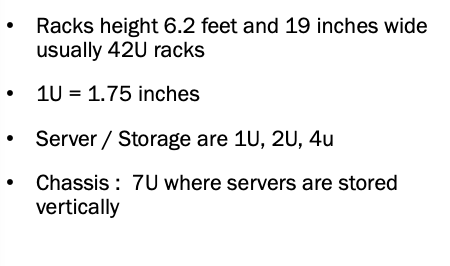 • Racks height 6.2 feet and 19 inches wide
usually 42U racks
• 1U = 1.75 inches
• Server / Storage are 1U, 2U, 4u
• Chassis :  7U where servers are stored
vertically